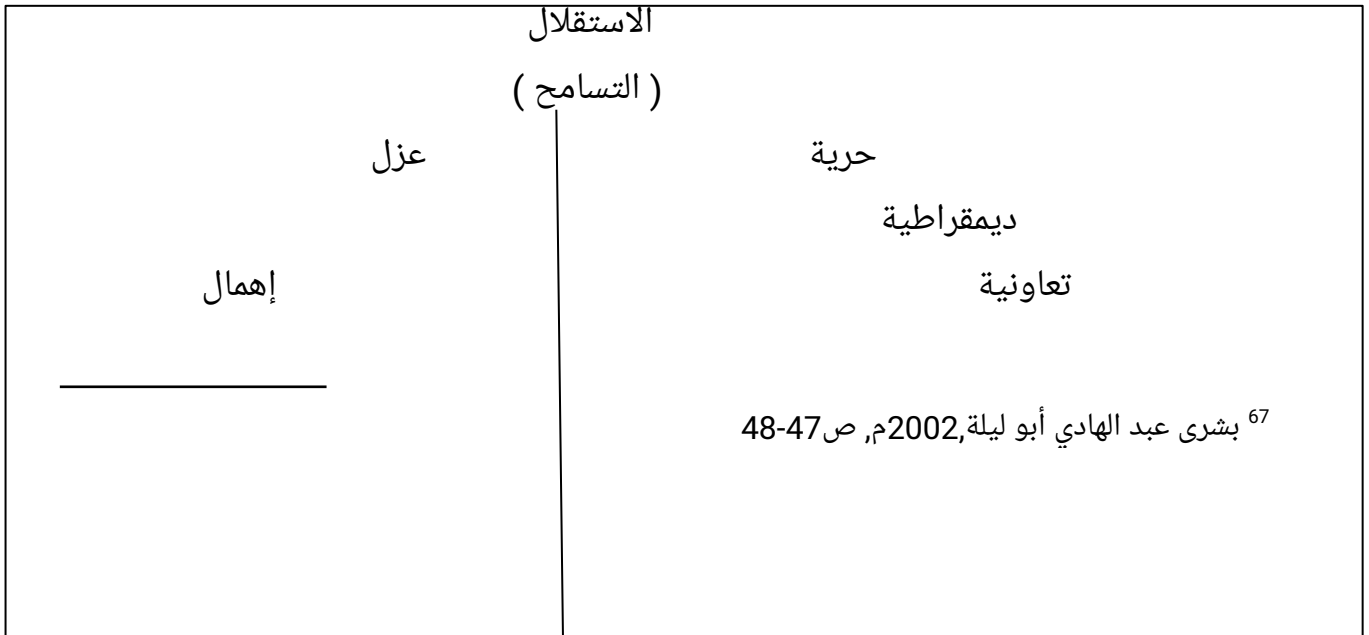 الاستقلال
( التسامح )
حرية عزل
ديمقراطية
تعاونية إهمال
67 بشرى عبد الهادي أبو ليلة,2002م, ص47-48